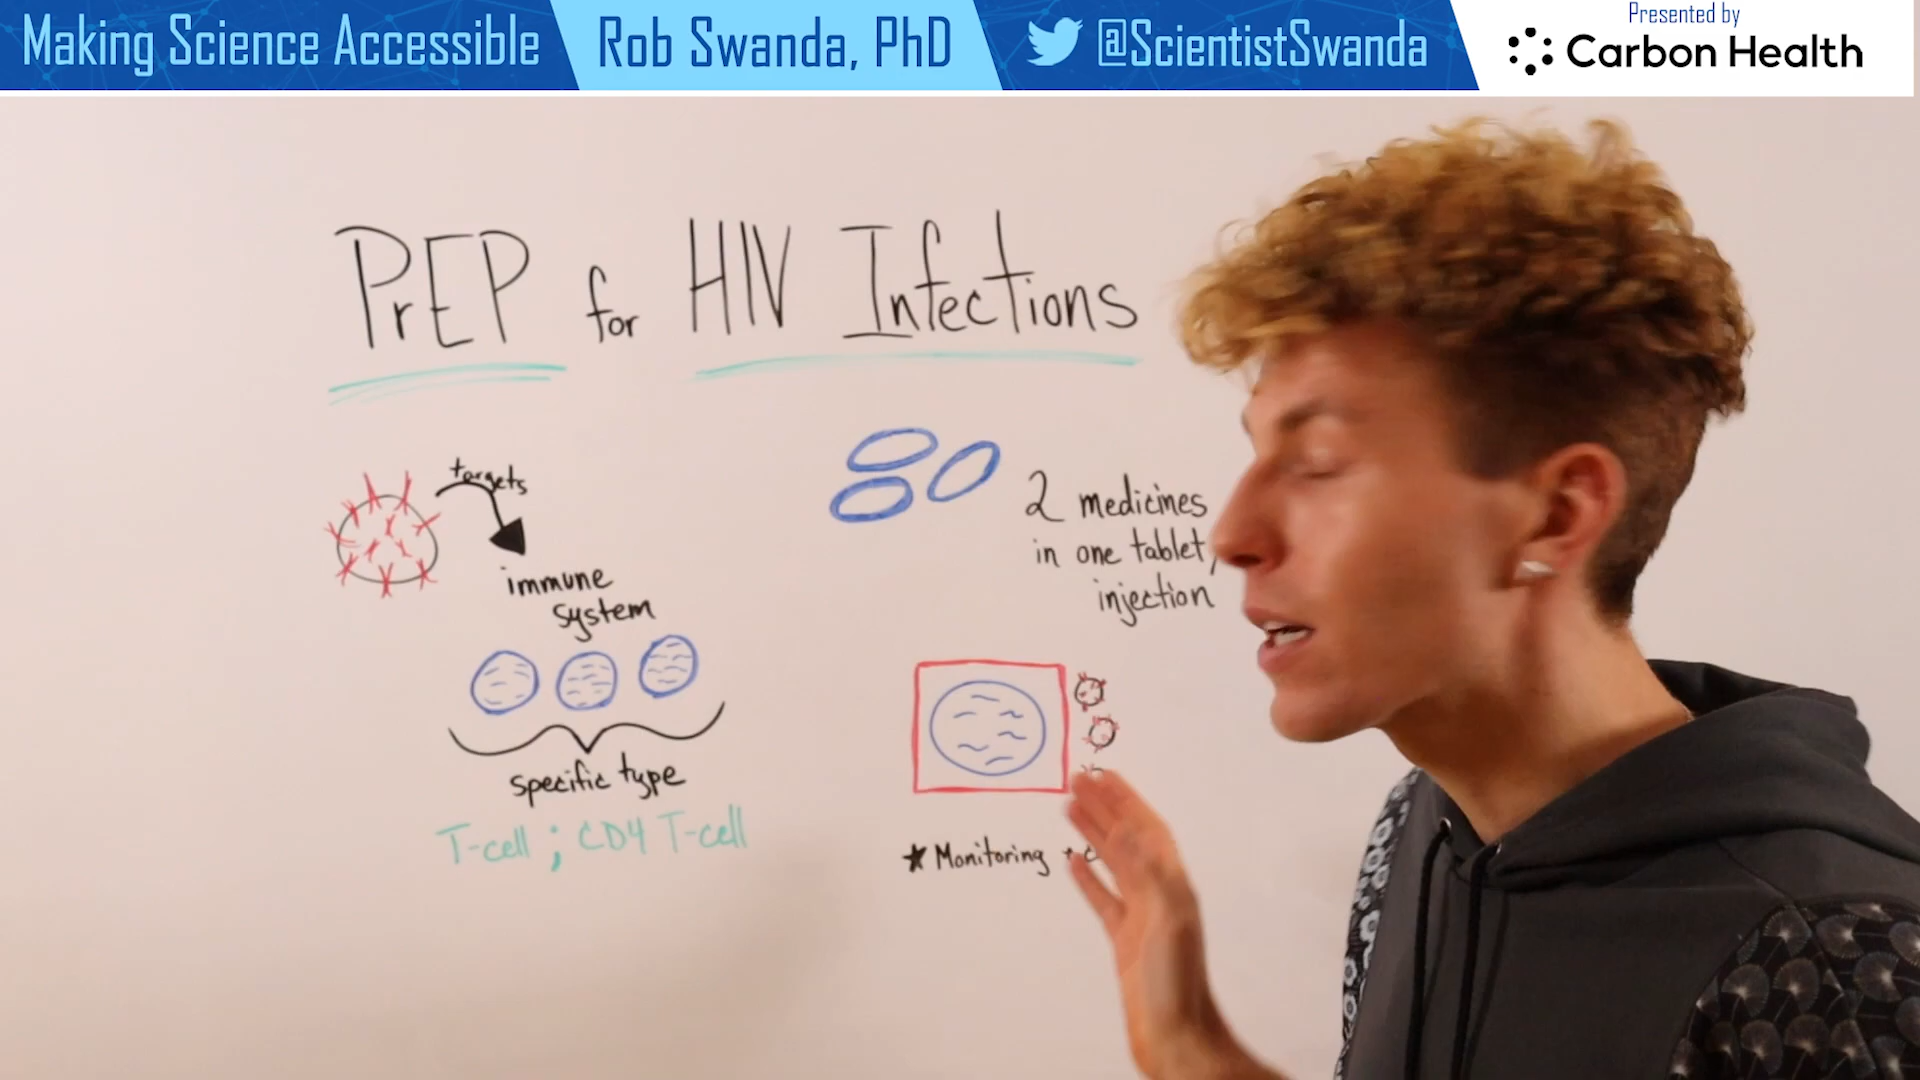 Making Science Accessible
Rob Swanda, PhD
@ScientistSwanda
Presented by
Carbon Health
PrEP for HIV Infections
targets
immune
system
specific type
T-cell ; CD4 T-cell
2 medicines
in one tablet,
injection
★ Monitoring +